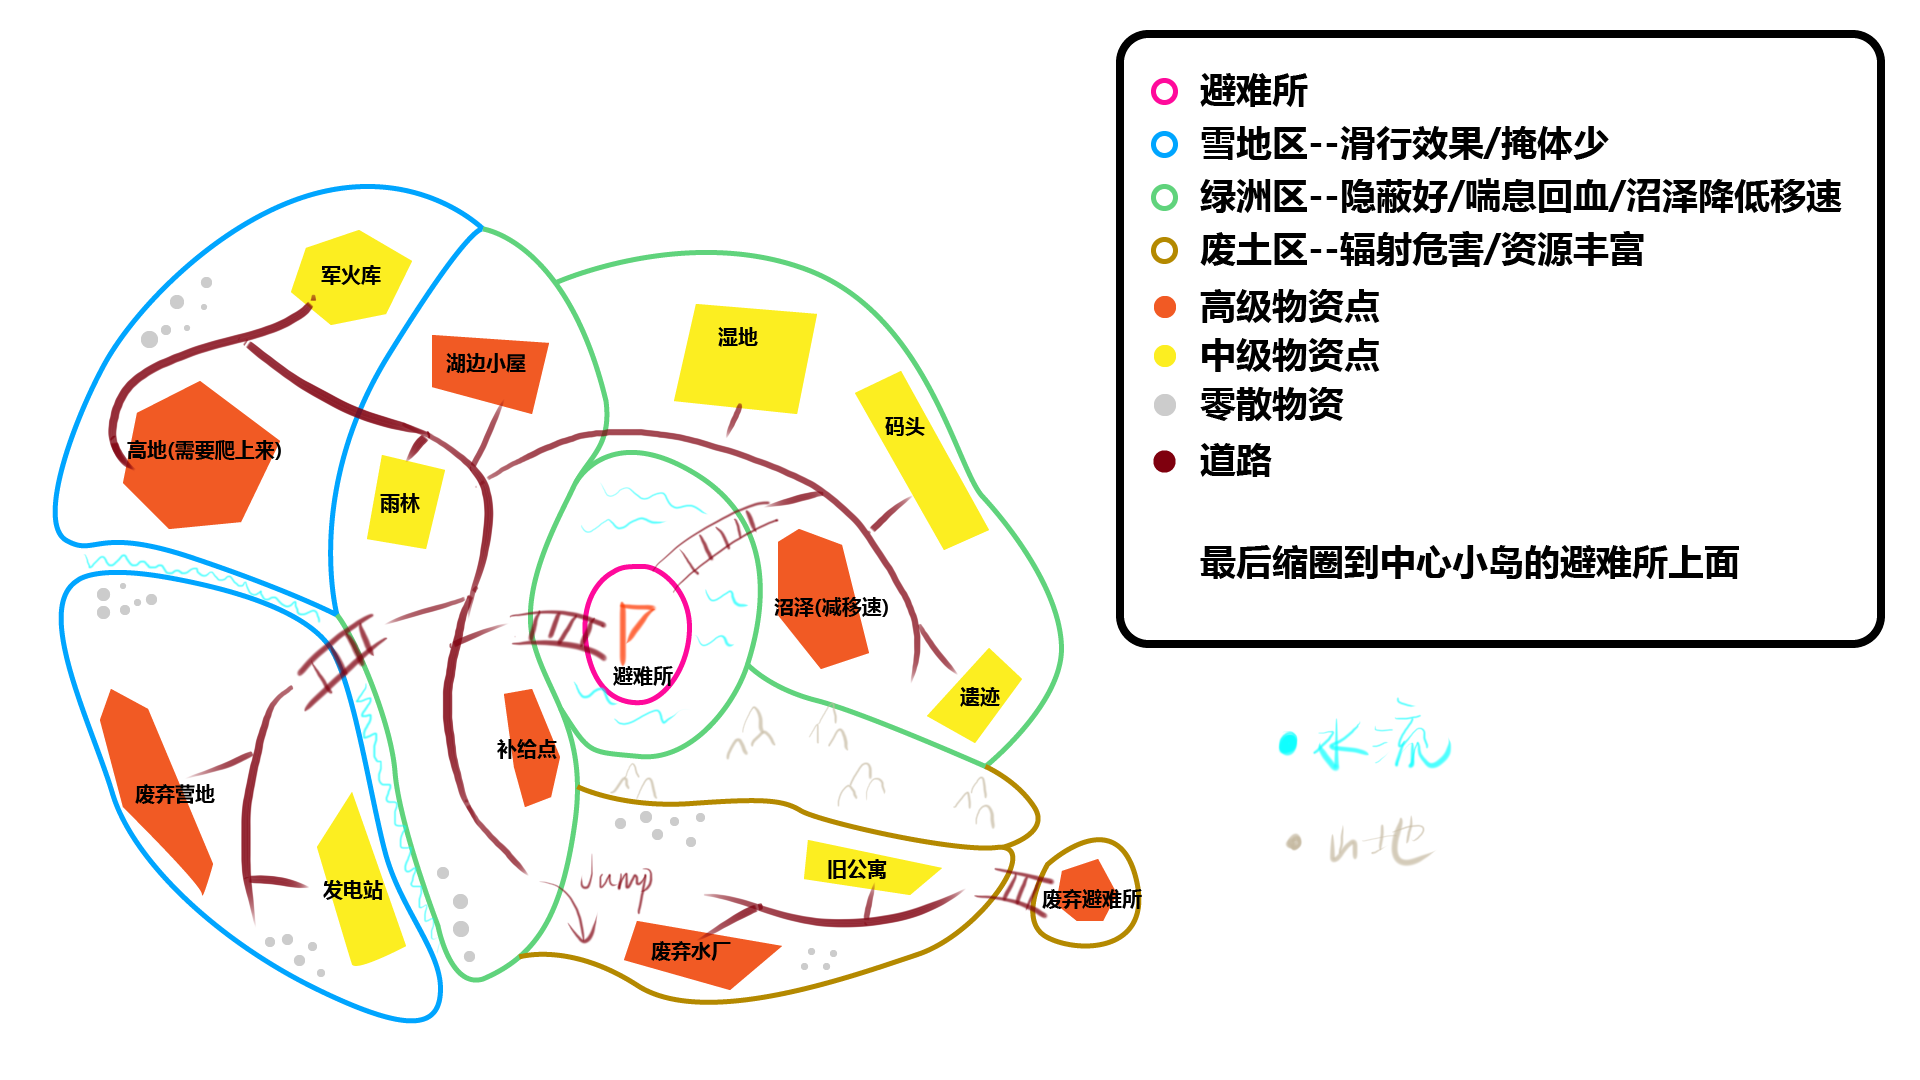 避难所
雪地区--滑行效果/掩体少
绿洲区--隐蔽好/喘息回血/沼泽降低移速
废土区--辐射危害/资源丰富
高级物资点
中级物资点
零散物资
道路
最后缩圈到中心小岛的避难所上面
水流
山地
军火库
湖边小屋
湿地
码头
高地(需要爬上来)
雨林
沼泽(减移速)
避难所
遗迹
补给点
废弃营地
发电站
Jump
旧公寓
废弃避难所
废弃水厂